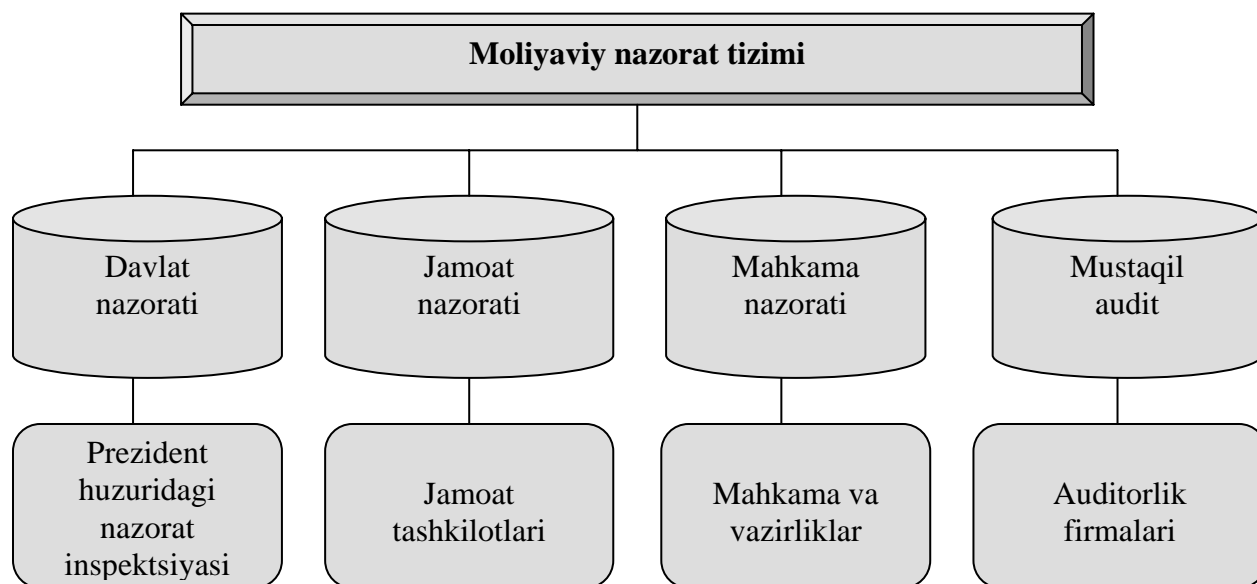 Moliyaviy nazorat tizimi
Davlat
nazorati
Jamoat
nazorati
Mahkama
nazorati
Mustaqil
audit
Prezident
huzuridagi
nazorat
inspektsiyasi
Jamoat
tashkilotlari
Mahkama va
vazirliklar
Auditorlik
firmalari